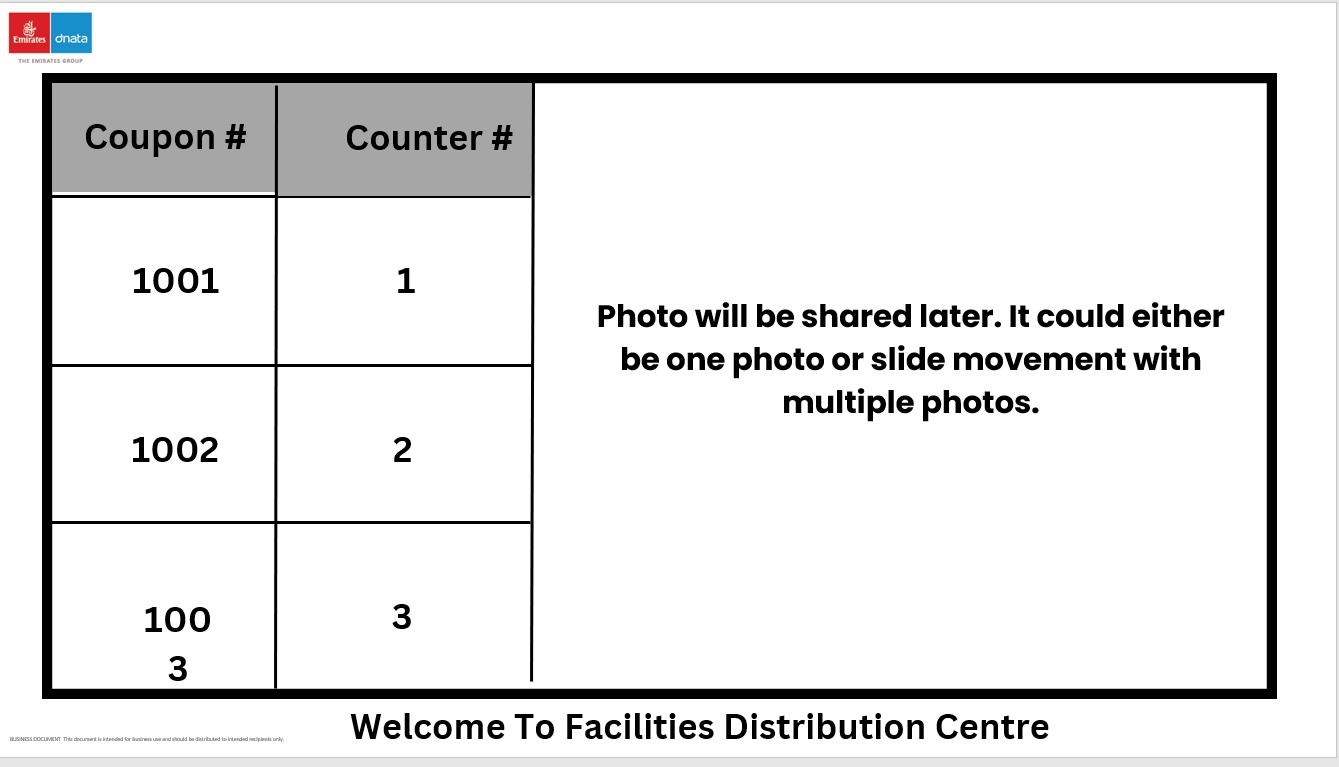 Emirates
dnata
THE EMIRATES GROUP
Coupon #
Counter #
1001
1
1002
2
100
3
3
Photo will be shared later. It could either
be one photo or slide movement with
multiple photos.
Welcome To Facilities Distribution Centre
BUSINESS DOCUMENT This document is intended for business use and should be distributed to intended recipients only.